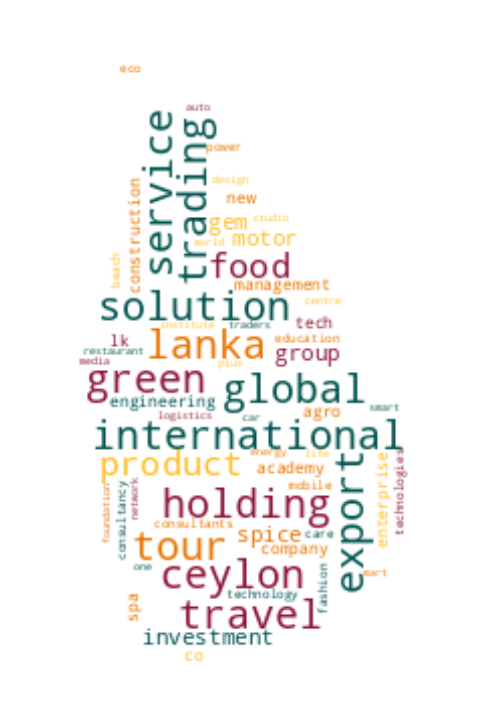 eco
auto
service
trading
power
construction
design
new
gem
studio
world
motor
beach
food
management
solution
centre
institute
traders
tech
lk
lanka
education
restaurant
group
media
plus
green
global
engineering
smart
logistics
car
agro
international
product
energy
life
academy
export
enterprise
technologies
foundation
consultancy
network
mobile
holding
consultants
spice
care
tour
company
one
ceylon
mart
fashion
technology
spa
travel
investment
co